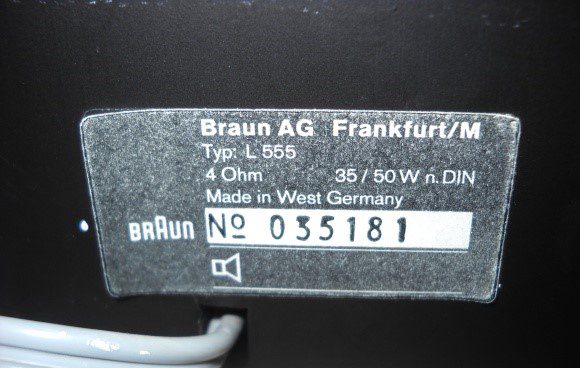 Braun AG Frankfurt/M
Typ: L 555
4 Ohm 35/50 W n. DIN
Made in West Germany
BRAUN Nº 035181